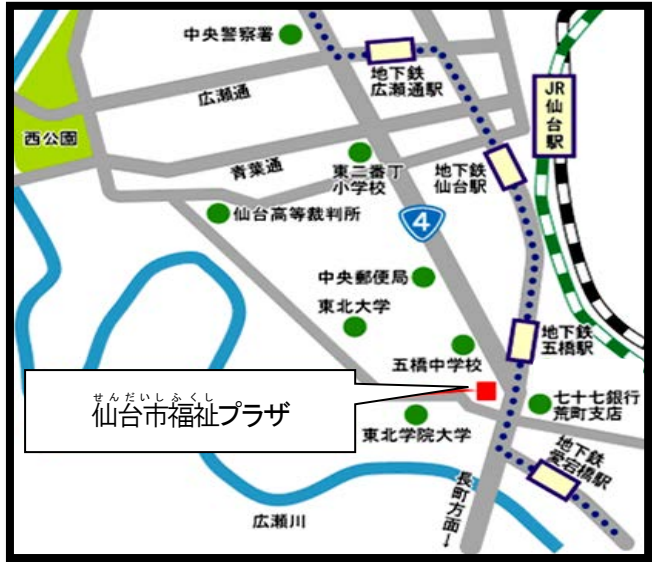 中央警察署
地下鉄
広瀬通駅
JR
仙台駅
広瀬通
西公園
青葉通
東二番丁
小学校
地下鉄
仙台駅
仙台高等裁判所
4
中央郵便局
東北大学
地下鉄
五橋駅
五橋中学校
せんだいしふくし
仙台市福祉プラザ
七十七銀行
荒町支店
東北学院大学
地下鉄
愛宕橋駅
長町方面↓
広瀬川